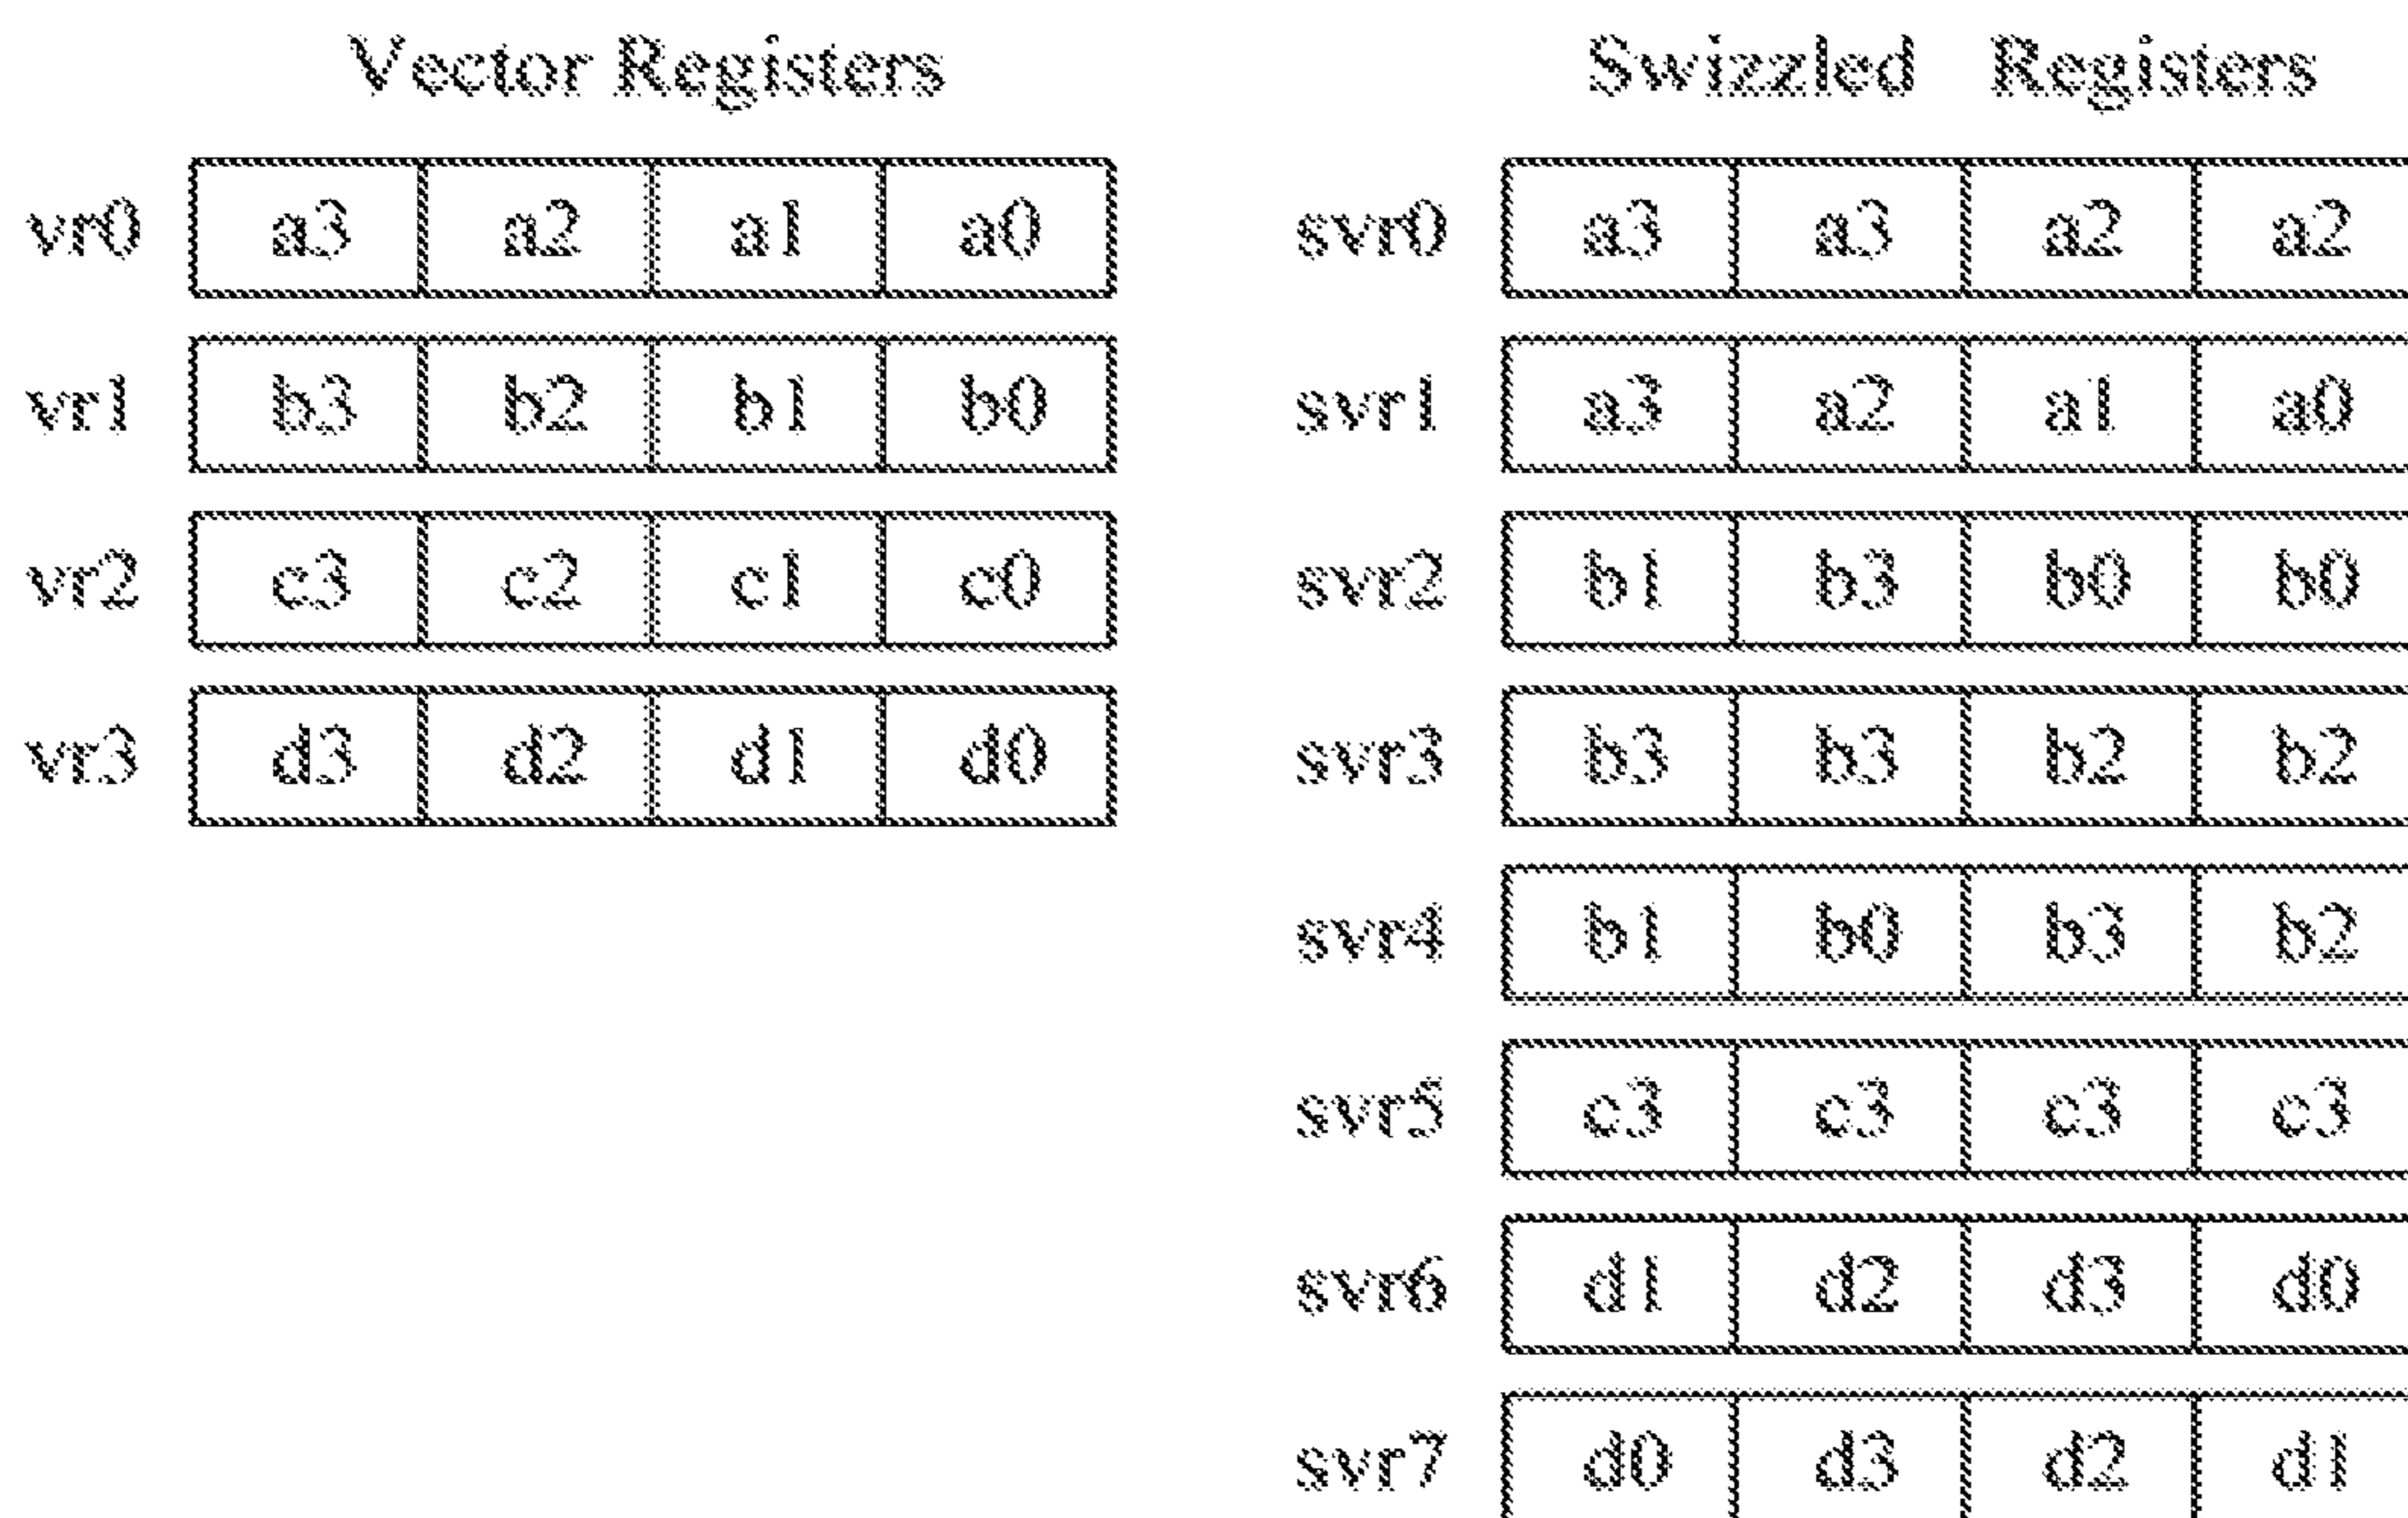 Vector Registers Swizzled Registers
vr0 a3 a2 a1 a0 svr0 a3 a3 a2 a2
vr1 b3 b2 b1 b0 svr1 a3 a2 a1 a0
vr2 c3 c2 c1 c0 svr2 b1 b3 b0 b0
vr3 d3 d2 d1 d0 svr3 b3 b3 b2 b2
svr4 b1 b0 b3 b2
svr5 c3 c3 c3 c3
svr6 d1 d2 d3 d0
svr7 d0 d3 d2 d1